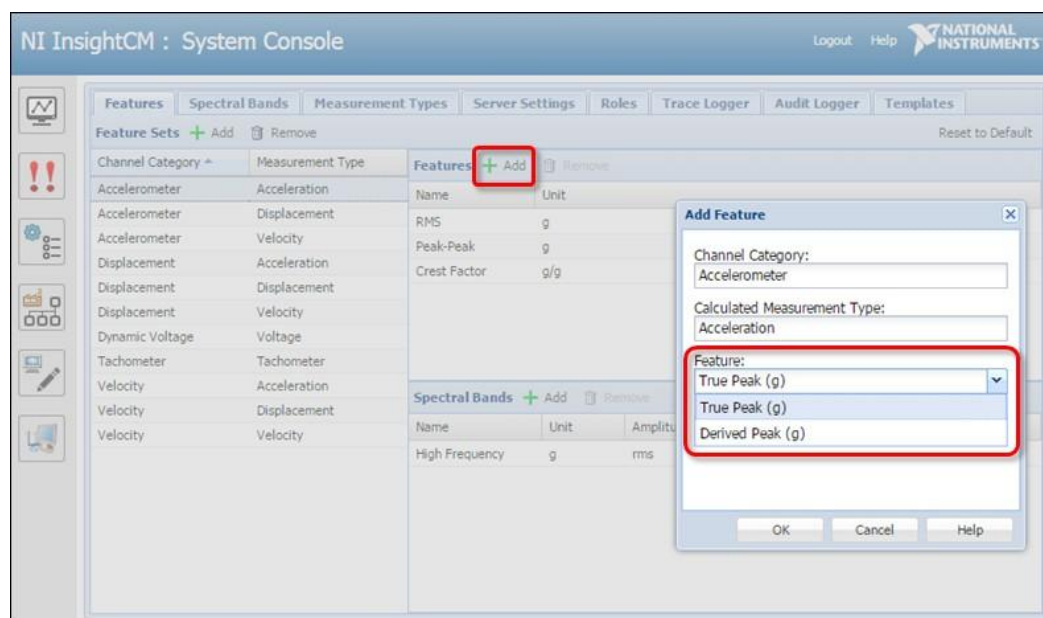 NI InsightCM : System Console
Logout Help NATIONAL INSTRUMENTS
Features Spectral Bands Measurement Types Server Settings Roles Trace Logger Audit Logger Templates
Feature Sets Add Remove Reset to Default
Channel Category Measurement Type
Accelerometer Acceleration
Accelerometer Displacement
Accelerometer Velocity
Displacement Acceleration
Displacement Displacement
Displacement Velocity
Dynamic Voltage Voltage
Tachometer Tachometer
Velocity Acceleration
Velocity Displacement
Velocity Velocity
Features Add Remove
Name Unit
RMS g
Peak-Peak g
Crest Factor g/g
Spectral Bands Add Remove
Name Unit
High Frequency g rms
Add Feature
Channel Category:
Accelerometer
Calculated Measurement Type:
Acceleration
Feature:
True Peak (g)
True Peak (g)
Derived Peak (g)
OK Cancel Help